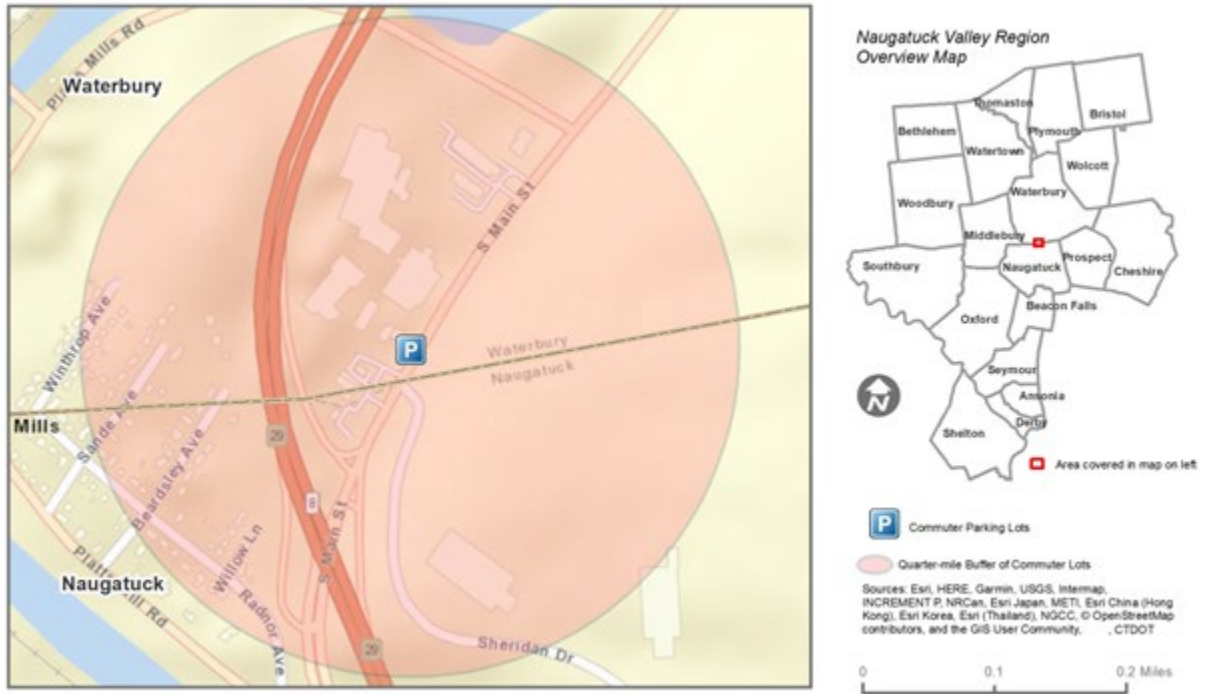 Platts Mills Rd
Waterbury
S Main St
Winthrop Ave
Waterbury
Naugatuck
Mills
Sande Ave
29
Beardsley Ave
S Main St
Willow Ln
Naugatuck
Platts Mill Rd
Radnor Ave
Sheridan Dr
29
P
Naugatuck Valley Region
Overview Map
Thomaston
Bristol
Bethlehem
Plymouth
Watertown
Wolcott
Waterbury
Woodbury
Middlebury
Prospect
Southbury
Naugatuck
Cheshire
Beacon Falls
Oxford
Seymour
N
Ansonia
Derby
Shelton
Area covered in map on left
P
Commuter Parking Lots
Quarter-mile Buffer of Commuter Lots
Sources: Esri, HERE, Garmin, USGS, Intermap,
INCREMENT P, NRCan, Esri Japan, METI, Esri China (Hong
Kong), Esri Korea, Esri (Thailand), NGCC, © OpenStreetMap
contributors, and the GIS User Community, , CTDOT
0 0.1 0.2 Miles